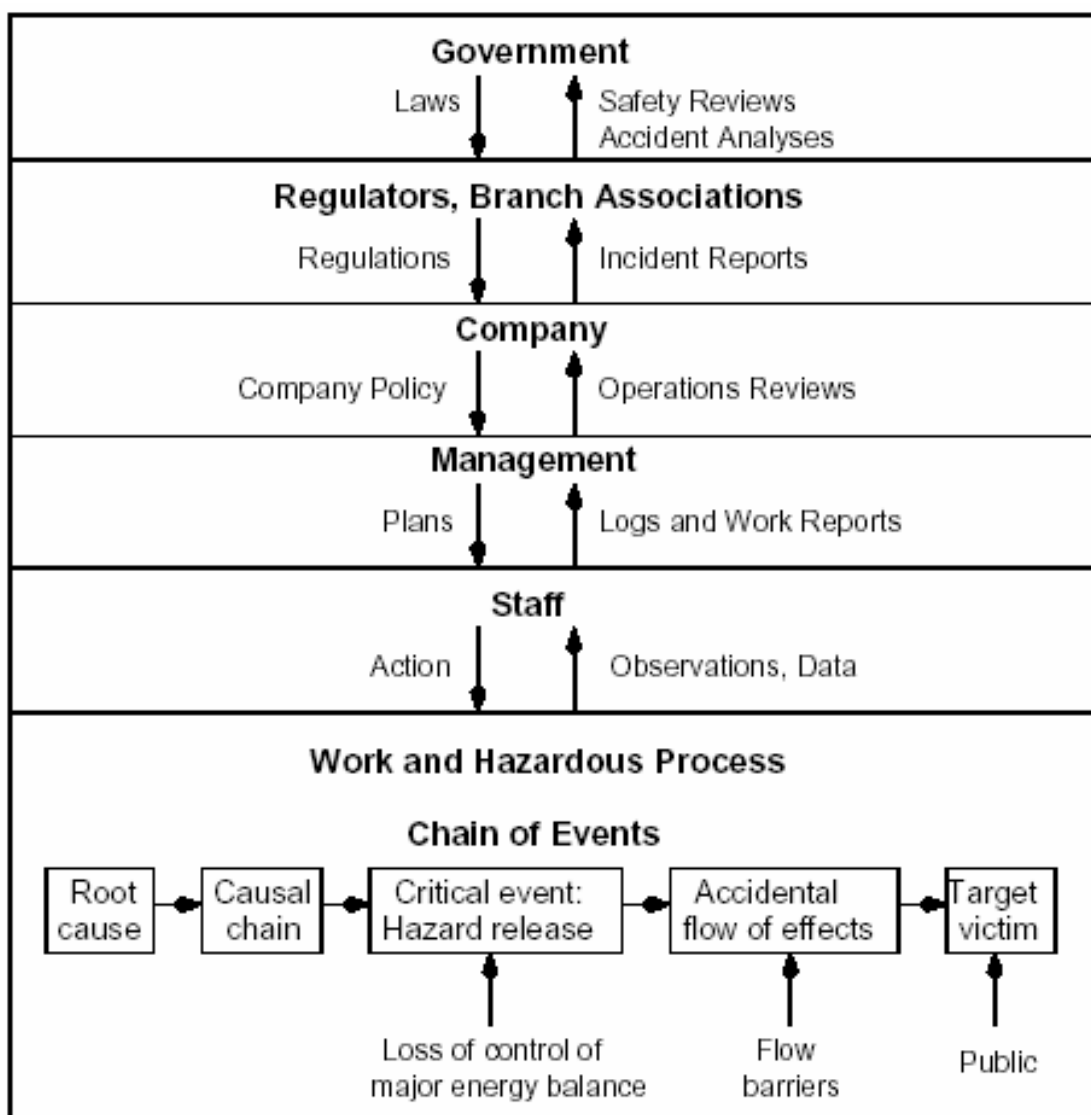 Government
Laws
Safety Reviews
Accident Analyses
Regulators, Branch Associations
Regulations
Incident Reports
Company
Company Policy
Operations Reviews
Management
Plans
Logs and Work Reports
Staff
Action
Observations, Data
Work and Hazardous Process
Chain of Events
Root
cause
Causal
chain
Critical event:
Hazard release
Accidental
flow of effects
Target
victim
Loss of control of
major energy balance
Flow
barriers
Public